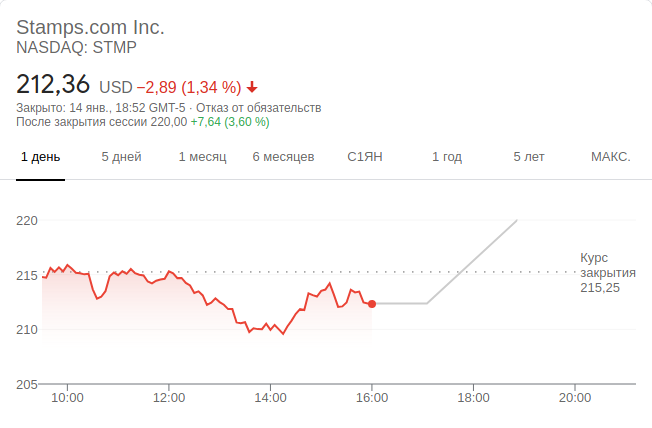 Stamps.com Inc.
NASDAQ: STMP
212,36 USD −2,89 (1,34 %)
Закрыто: 14 янв., 18:52 GMT-5 · Отказ от обязательств
После закрытия сессии 220,00 +7,64 (3,60 %)
1 день 5 дней 1 месяц 6 месяцев С1ЯН 1 год 5 лет МАКС.
220
Курс
215 закрытия
215,25
210
205
10:00 12:00 14:00 16:00 18:00 20:00